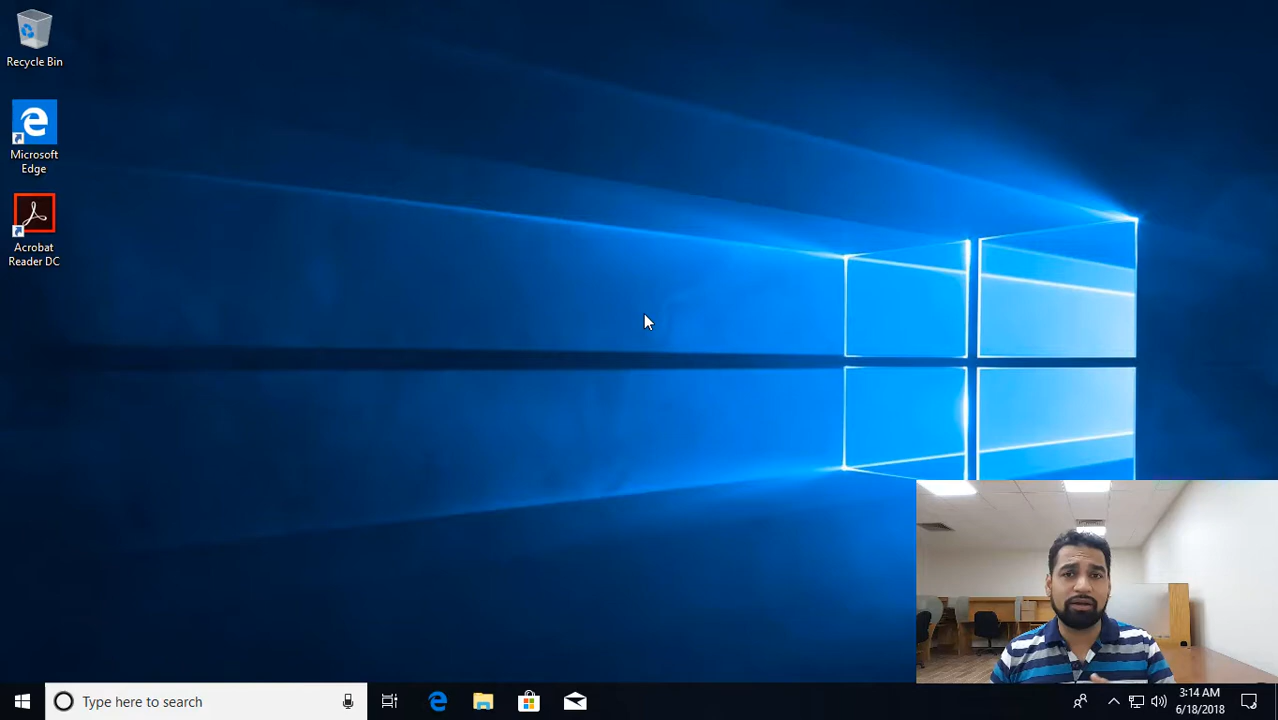 Recycle Bin
Microsoft
Edge
Acrobat
Reader DC
Type here to search
3:14 AM
6/18/2018